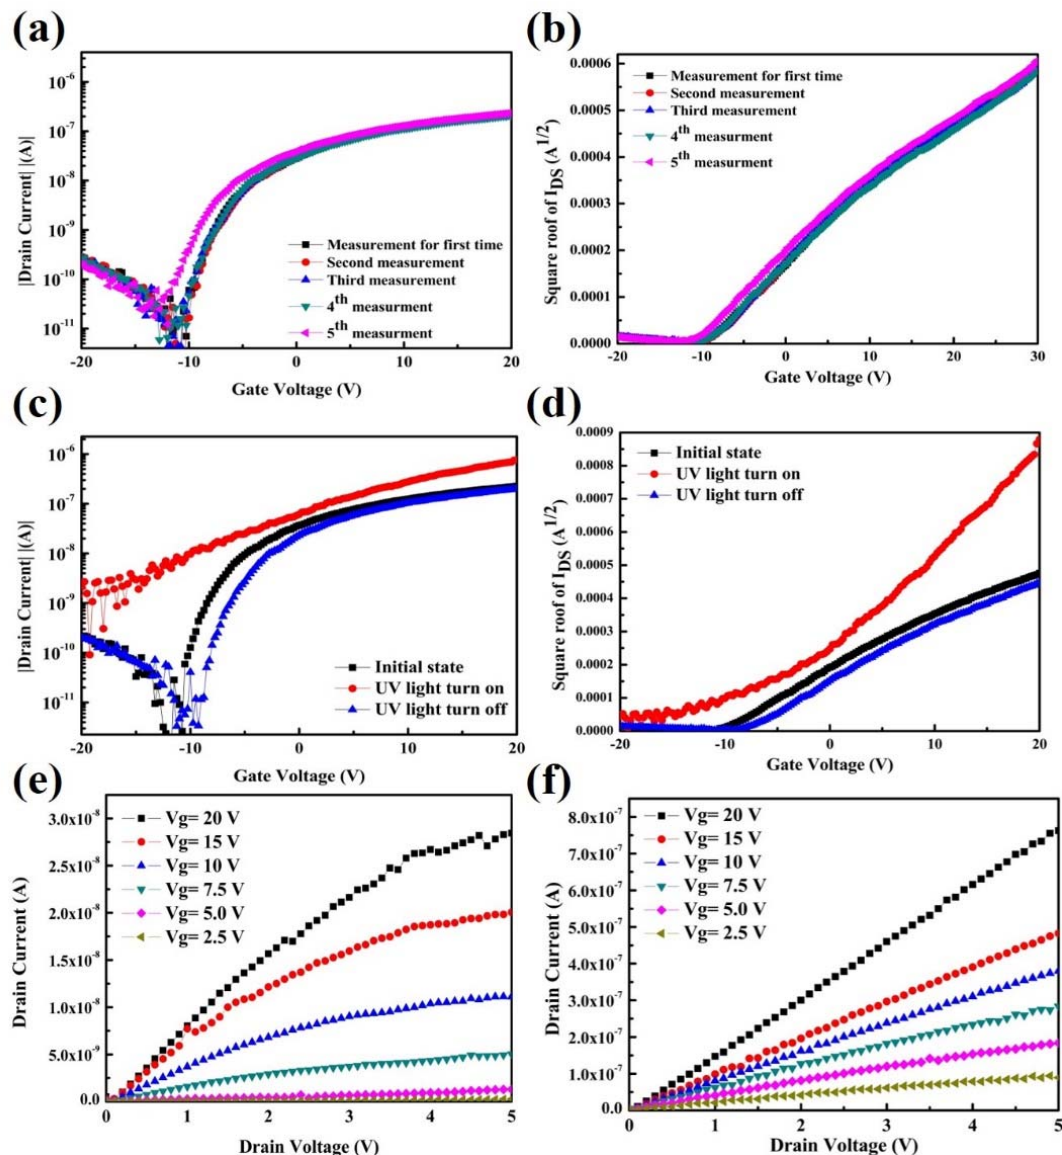 (a)
10^-6
10^-7
10^-8
10^-9
10^-10
10^-11
|Drain Current| |(A)|
Measurement for first time
Second measurement
Third measurement
4th measurment
5th measurment
-20 -15 -10 -5 0 5 10 15 20
Gate Voltage (V)
(b)
0.0006
0.0005
0.0004
0.0003
0.0002
0.0001
0.0000
Square roof of I_DS (A^1/2)
Measurement for first time
Second measurement
Third measurement
4th measurment
5th measurment
-20 -10 0 10 20 30
Gate Voltage (V)
(c)
10^-6
10^-7
10^-8
10^-9
10^-10
10^-11
|Drain Current| |(A)|
Initial state
UV light turn on
UV light turn off
-20 -10 0 10 20
Gate Voltage (V)
(d)
0.0009
0.0008
0.0007
0.0006
0.0005
0.0004
0.0003
0.0002
0.0001
0.0000
Square roof of I_DS (A^1/2)
Initial state
UV light turn on
UV light turn off
-20 -10 0 10 20
Gate Voltage (V)
(e)
3.0x10^-8
2.5x10^-8
2.0x10^-8
1.5x10^-8
1.0x10^-8
5.0x10^-9
0.0
Drain Current (A)
Vg= 20 V
Vg= 15 V
Vg= 10 V
Vg= 7.5 V
Vg= 5.0 V
Vg= 2.5 V
0 1 2 3 4 5
Drain Voltage (V)
(f)
8.0x10^-7
7.0x10^-7
6.0x10^-7
5.0x10^-7
4.0x10^-7
3.0x10^-7
2.0x10^-7
1.0x10^-7
0.0
Drain Current (A)
Vg= 20 V
Vg= 15 V
Vg= 10 V
Vg= 7.5 V
Vg= 5.0 V
Vg= 2.5 V
0 1 2 3 4 5
Drain Voltage (V)